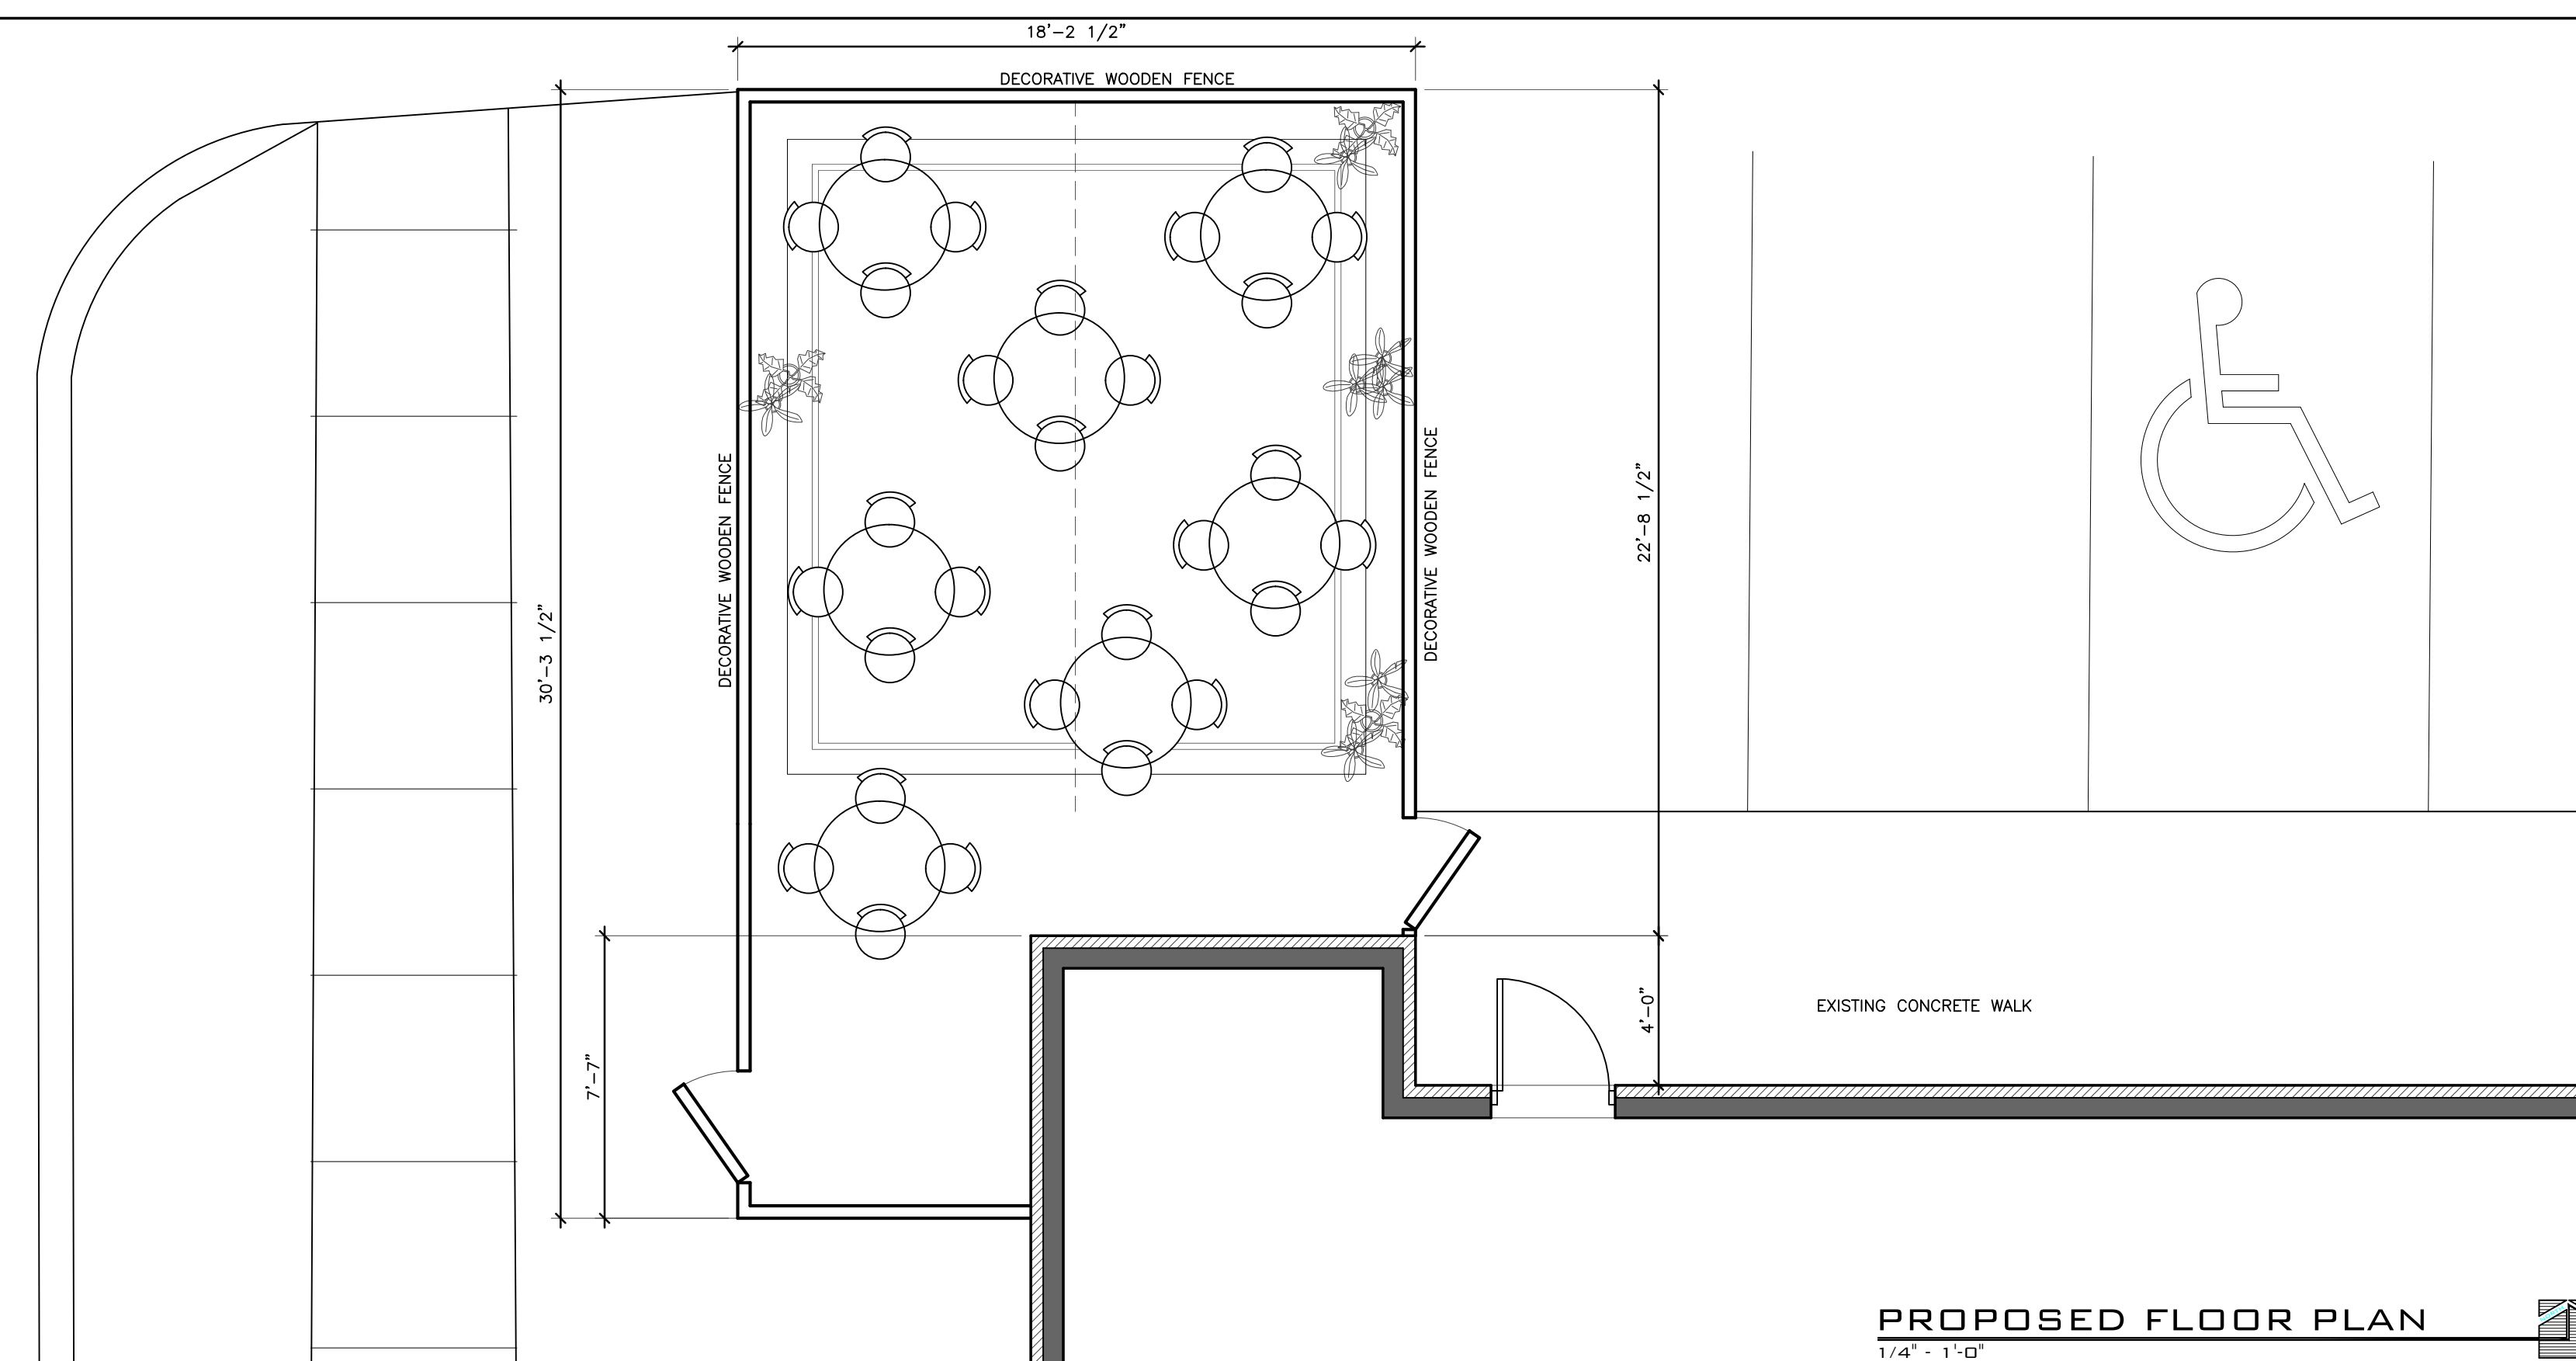 18'-2 1/2"
DECORATIVE WOODEN FENCE
DECORATIVE WOODEN FENCE
DECORATIVE WOODEN FENCE
22'-8 1/2"
30'-3 1/2"
7'-7"
4'-0"
EXISTING CONCRETE WALK
PROPOSED FLOOR PLAN
1/4" - 1'-0"